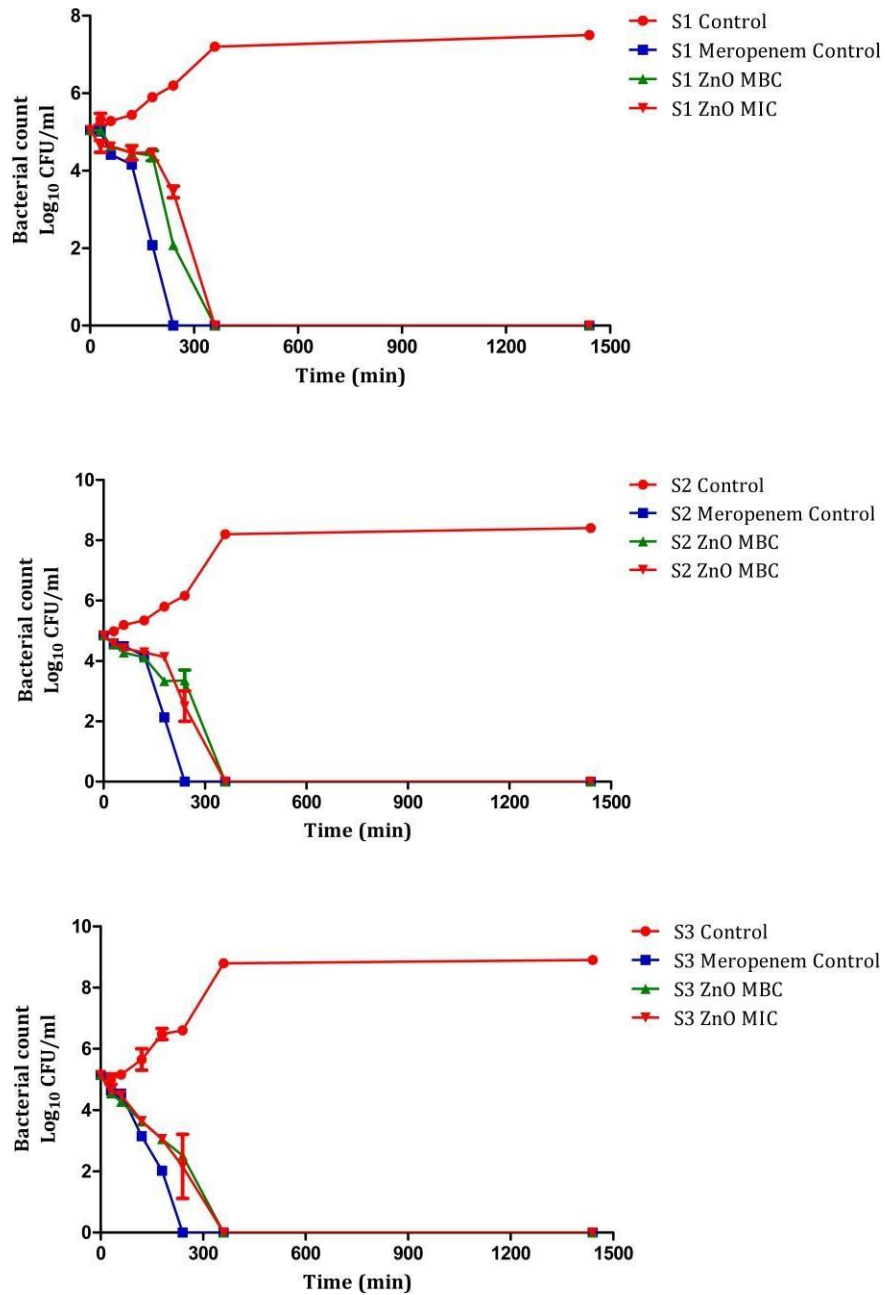 8
6
4
2
0
0
300
600
900
1200
1500
Bacterial count
Log₁₀ CFU/ml
Time (min)
S1 Control
S1 Meropenem Control
S1 ZnO MBC
S1 ZnO MIC
10
8
6
4
2
0
0
300
600
900
1200
1500
Bacterial count
Log₁₀ CFU/ml
Time (min)
S2 Control
S2 Meropenem Control
S2 ZnO MBC
S2 ZnO MBC
10
8
6
4
2
0
0
300
600
900
1200
1500
Bacterial count
Log₁₀ CFU/ml
Time (min)
S3 Control
S3 Meropenem Control
S3 ZnO MBC
S3 ZnO MIC